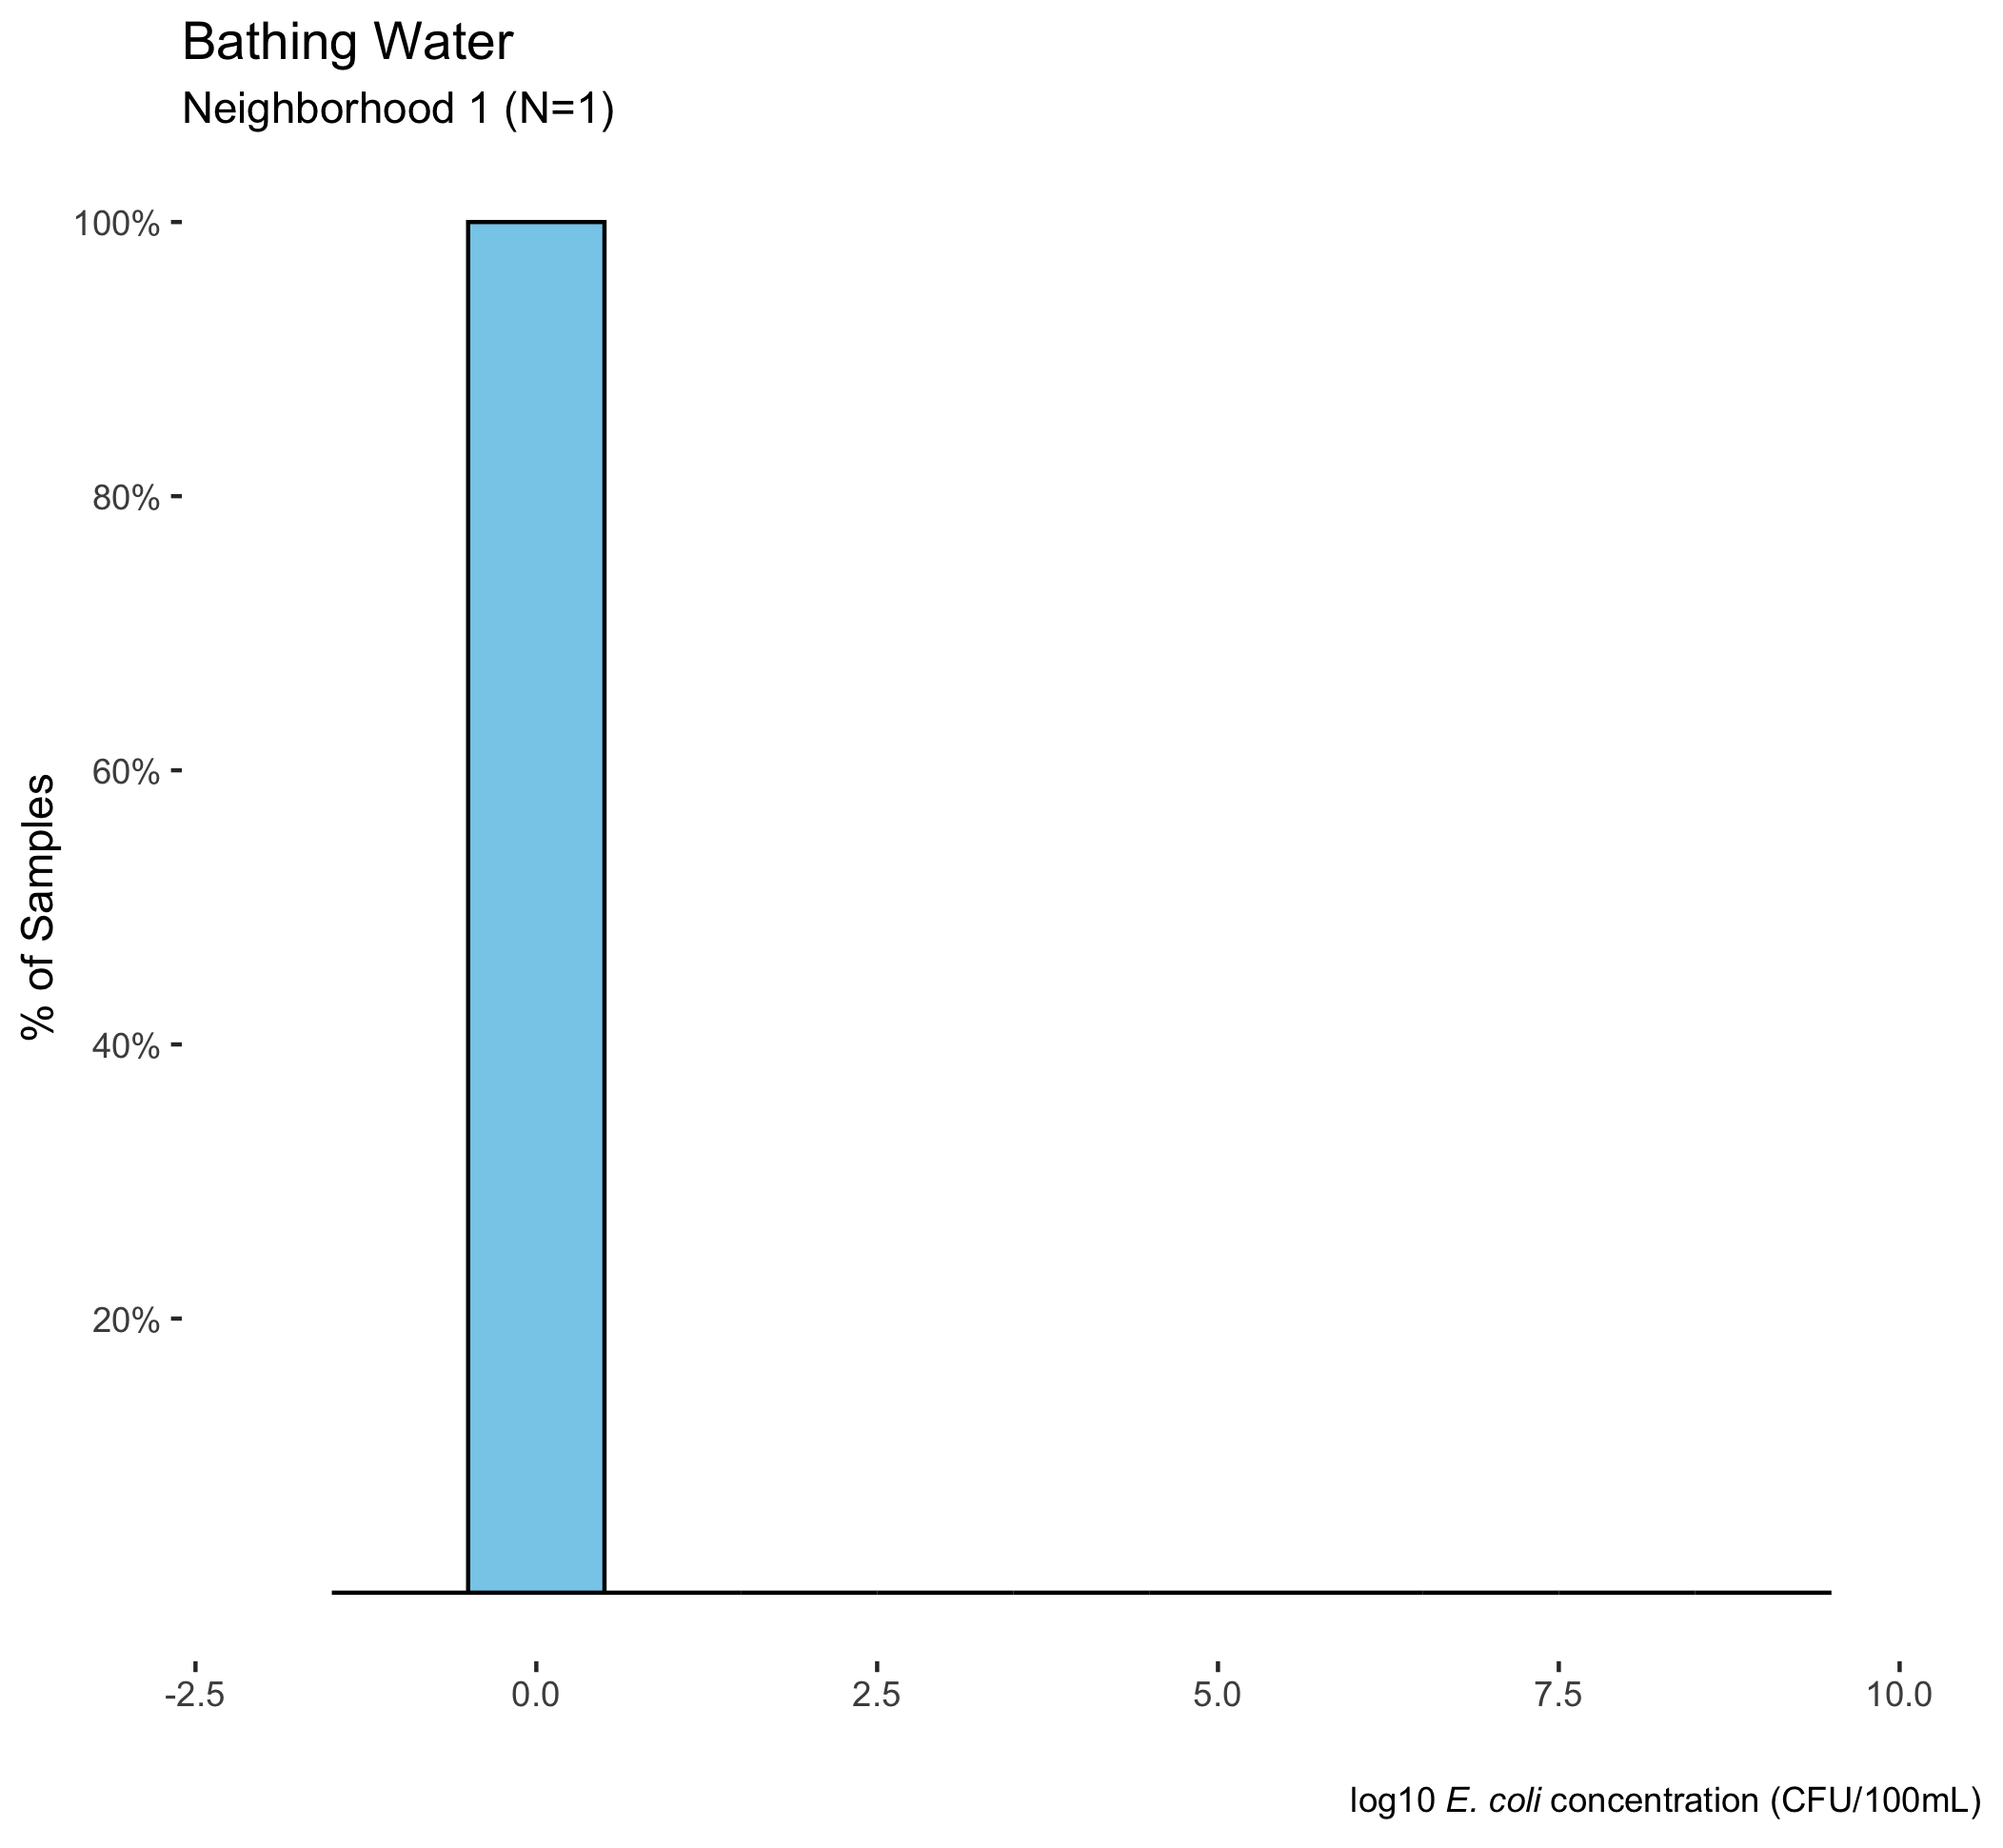 Bathing Water
Neighborhood 1 (N=1)
100%
80%
60%
40%
20%
% of Samples
-2.5 0.0 2.5 5.0 7.5 10.0
log10 E. coli concentration (CFU/100mL)